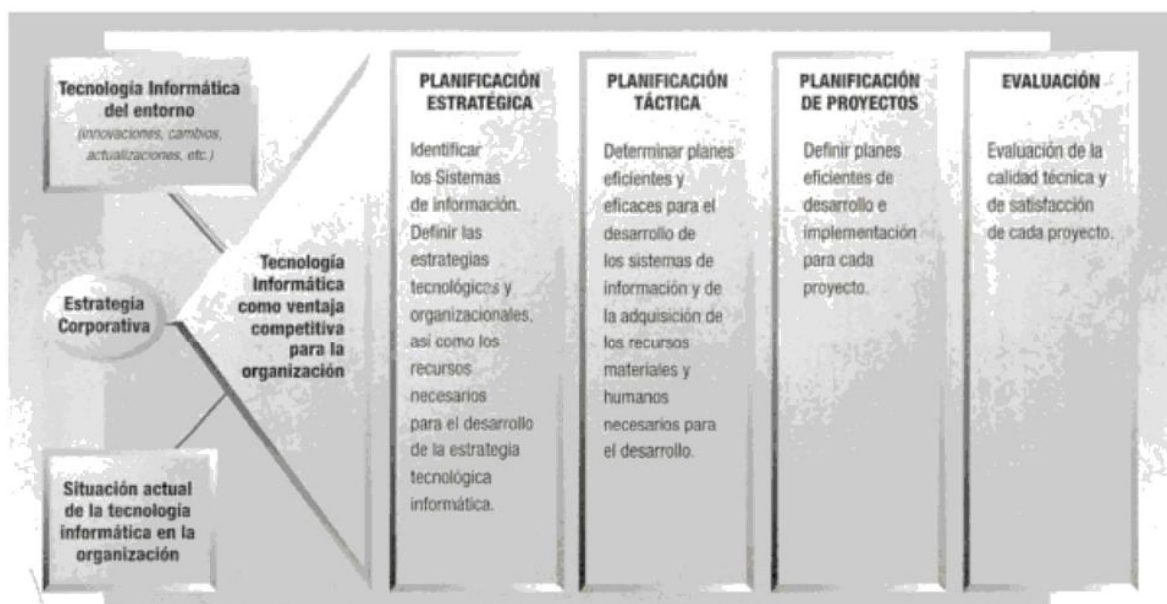 Tecnología Informática
del entorno
(innovaciones, cambios,
actualizaciones, etc.)
Estrategia
Corporativa
Situación actual
de la tecnología
informática en la
organización
Tecnología
Informática
como ventaja
competitiva
para la
organización
PLANIFICACIÓN
ESTRATÉGICA
Identificar
los Sistemas
de información.
Definir las
estrategias
tecnológicas y
organizacionales,
así como los
recursos
necesarios
para el desarrollo
de la estrategia
tecnológica
informática.
PLANIFICACIÓN
TÁCTICA
Determinar planes
eficientes y
eficaces para el
desarrollo de
los sistemas de
información y de
la adquisición de
los recursos
materiales y
humanos
necesarios para
el desarrollo.
PLANIFICACIÓN
DE PROYECTOS
Definir planes
eficientes de
desarrollo e
implementación
para cada
proyecto.
EVALUACIÓN
Evaluación de la
calidad técnica y
de satisfacción
de cada proyecto.